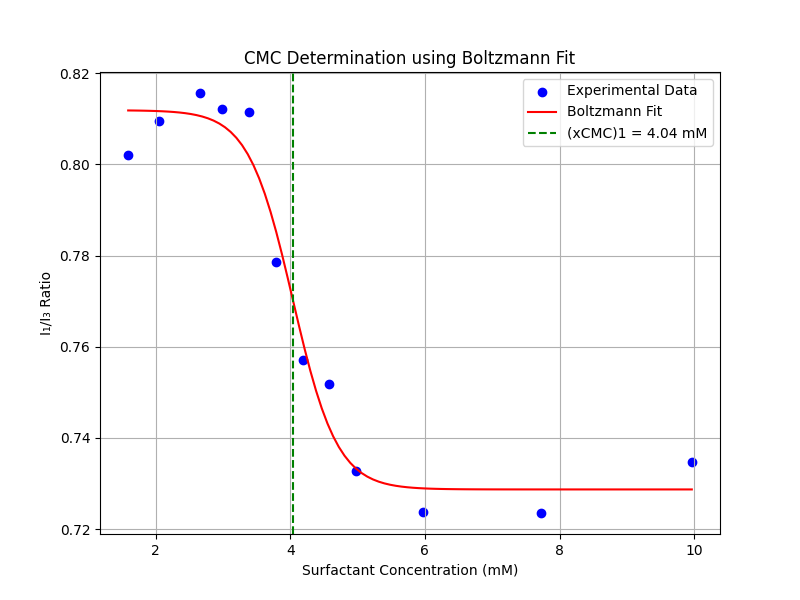 CMC Determination using Boltzmann Fit
Experimental Data
Boltzmann Fit
(xCMC)1 = 4.04 mM
0.82
0.80
0.78
0.76
0.74
0.72
I₁/I₃ Ratio
2 4 6 8 10
Surfactant Concentration (mM)